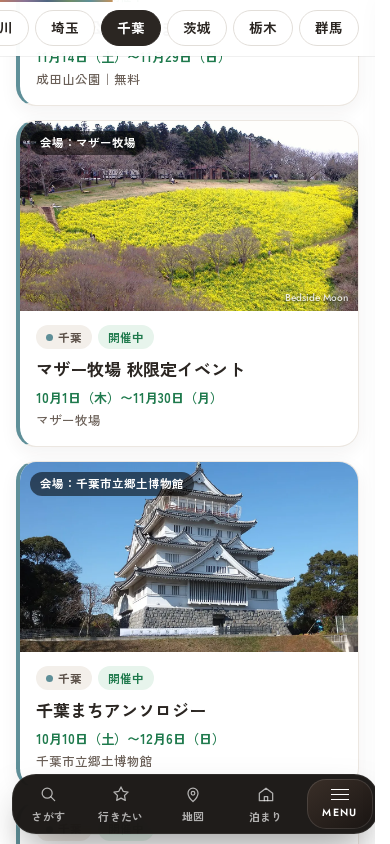 川
埼玉
千葉
茨城
栃木
群馬
11月14日（土）〜11月29日（日）
成田山公園｜無料
会場：マザー牧場
Bedside Moon
千葉
開催中
マザー牧場 秋限定イベント
10月1日（木）〜11月30日（月）
マザー牧場
会場：千葉市立郷土博物館
千葉
開催中
千葉まちアンソロジー
10月10日（土）〜12月6日（日）
千葉市立郷土博物館
さがす
行きたい
地図
泊まり
MENU